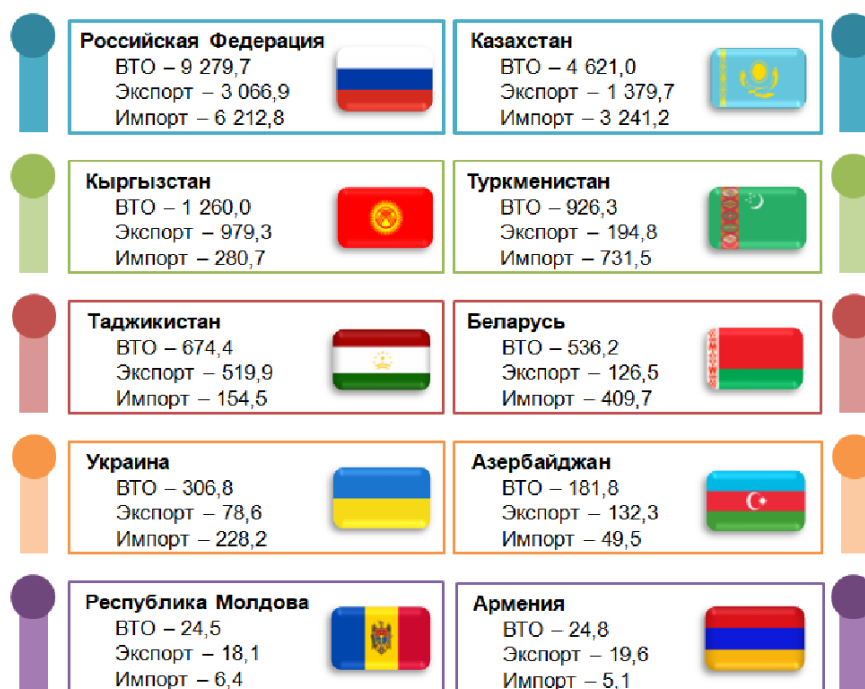 Российская Федерация
ВТО – 9 279,7
Экспорт – 3 066,9
Импорт – 6 212,8
Казахстан
ВТО – 4 621,0
Экспорт – 1 379,7
Импорт – 3 241,2
Кыргызстан
ВТО – 1 260,0
Экспорт – 979,3
Импорт – 280,7
Туркменистан
ВТО – 926,3
Экспорт – 194,8
Импорт – 731,5
Таджикистан
ВТО – 674,4
Экспорт – 519,9
Импорт – 154,5
Беларусь
ВТО – 536,2
Экспорт – 126,5
Импорт – 409,7
Украина
ВТО – 306,8
Экспорт – 78,6
Импорт – 228,2
Азербайджан
ВТО – 181,8
Экспорт – 132,3
Импорт – 49,5
Республика Молдова
ВТО – 24,5
Экспорт – 18,1
Импорт – 6,4
Армения
ВТО – 24,8
Экспорт – 19,6
Импорт – 5,1